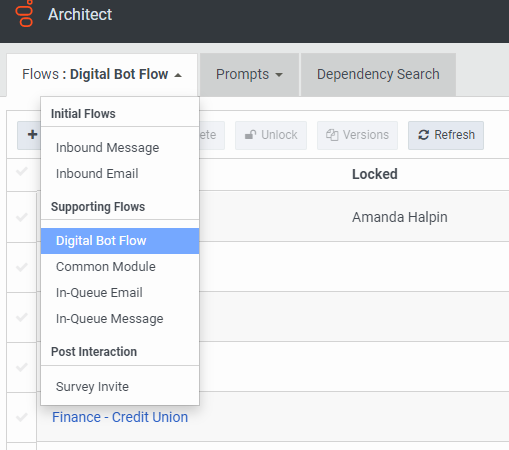 Architect
Flows : Digital Bot Flow
Prompts
Dependency Search
Initial Flows
Inbound Message
Inbound Email
Supporting Flows
Digital Bot Flow
Common Module
In-Queue Email
In-Queue Message
Post Interaction
Survey Invite
Unlock
Versions
Refresh
Locked
Amanda Halpin
Finance - Credit Union